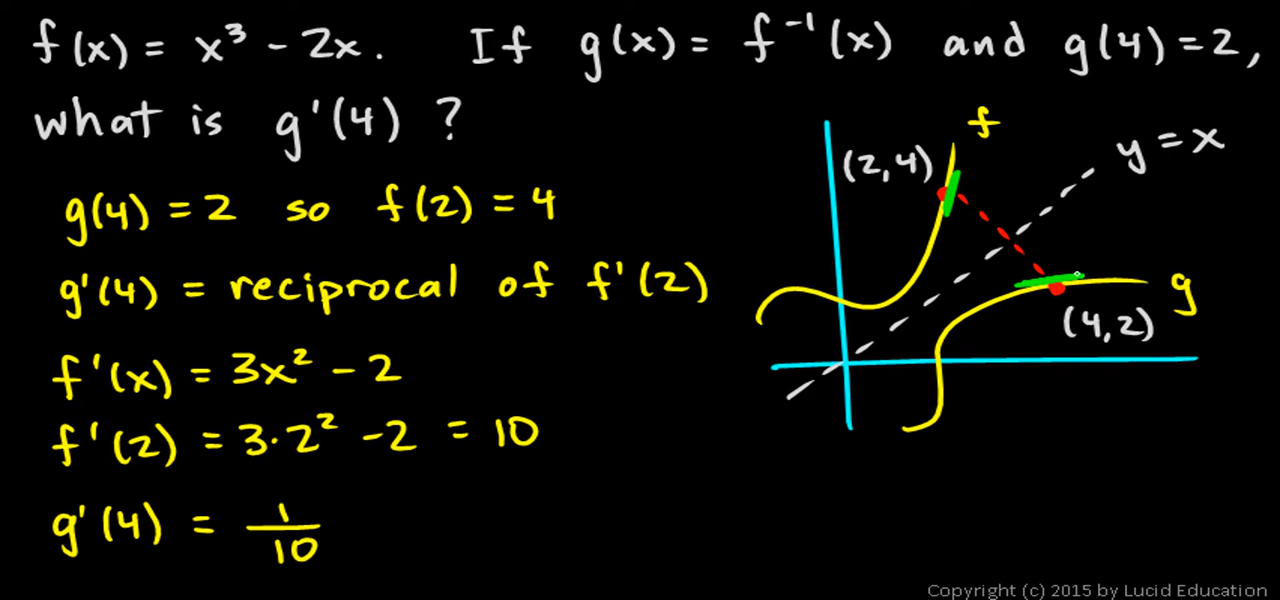 f(x) = x³ - 2x. If g(x) = f⁻¹(x) and g(4) = 2,
what is g'(4) ?
g(4) = 2 so f(2) = 4
g'(4) = reciprocal of f'(2)
f'(x) = 3x² - 2
f'(2) = 3·2² - 2 = 10
g'(4) = 1/10
f
(2,4)
y = x
g
(4,2)
Copyright (c) 2015 by Lucid Education